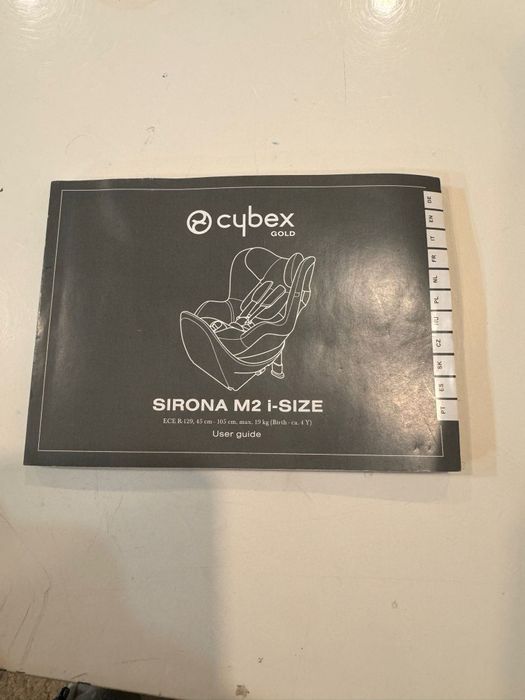 cybex
GOLD
SIRONA M2 i-SIZE
ECE R-129, 45 cm - 105 cm, max. 19 kg (Birth - ca. 4 Y)
User guide
DE
EN
IT
FR
NL
PL
HU
CZ
SK
ES
PT